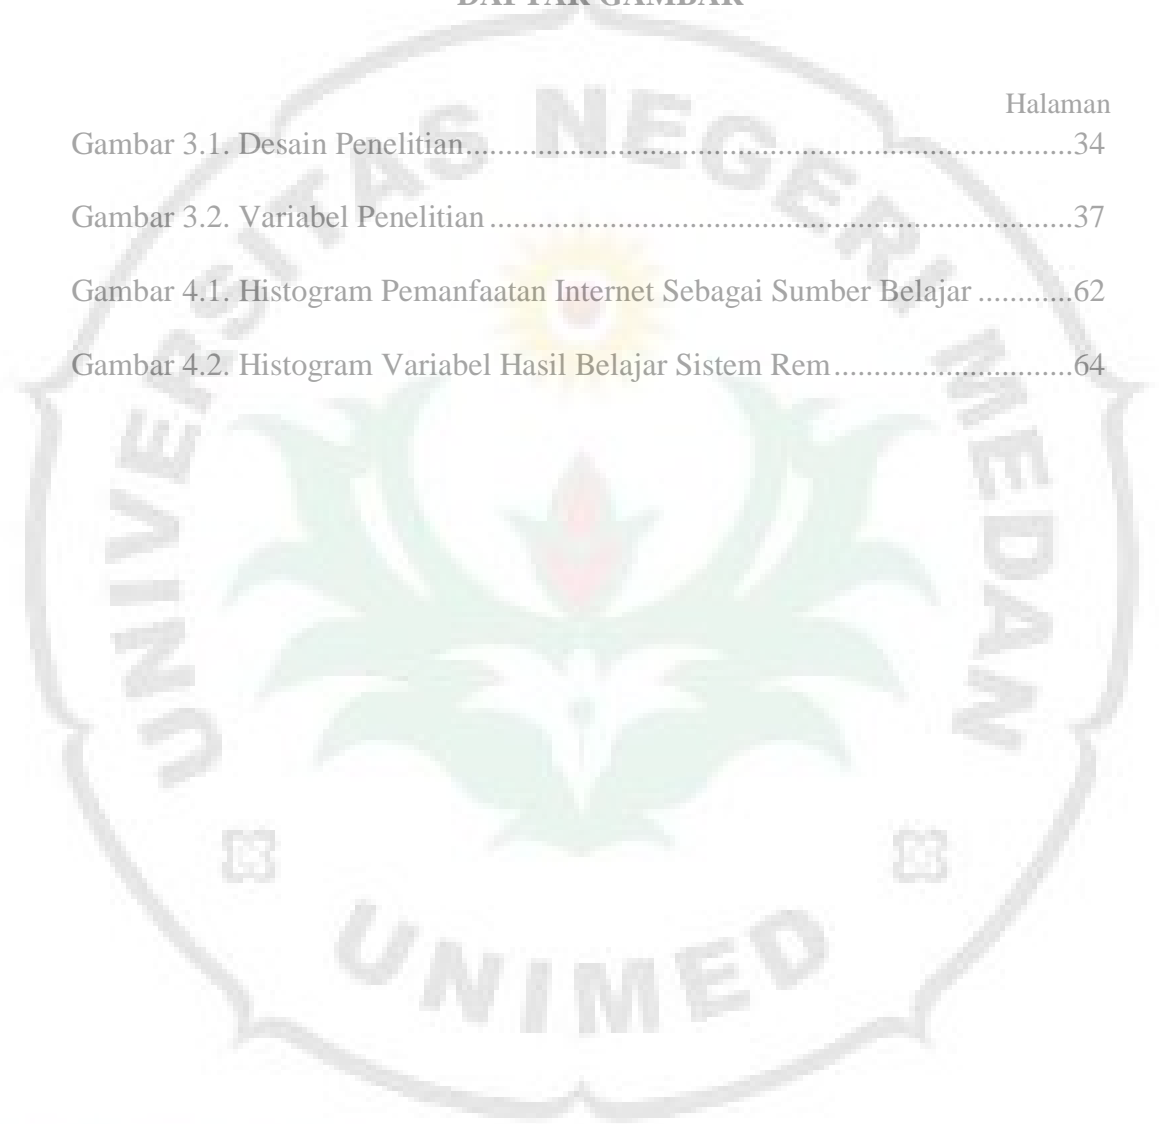 DAFTAR GAMBAR
Halaman
Gambar 3.1. Desain Penelitian............................................................................34
Gambar 3.2. Variabel Penelitian .........................................................................37
Gambar 4.1. Histogram Pemanfaatan Internet Sebagai Sumber Belajar ............62
Gambar 4.2. Histogram Variabel Hasil Belajar Sistem Rem..............................64
UNIVERSITAS NEGERI MEDAN
UNIMED